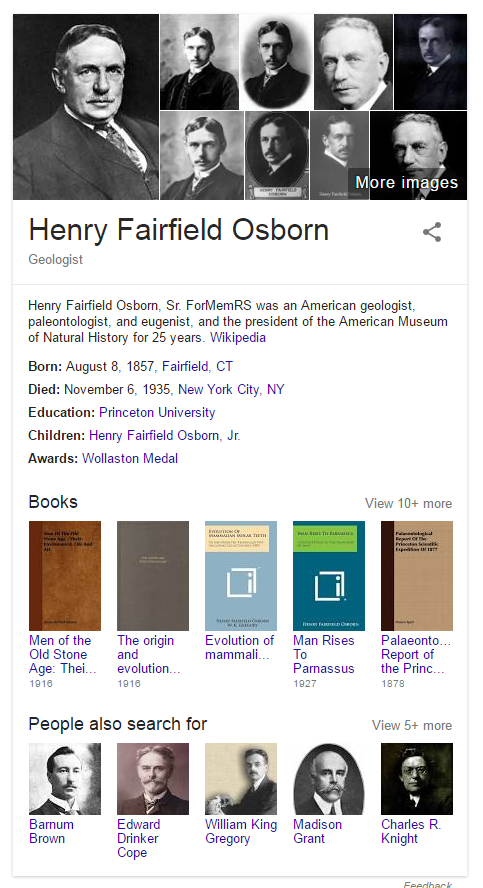 More images
Henry Fairfield Osborn
Geologist
Henry Fairfield Osborn, Sr. ForMemRS was an American geologist,
paleontologist, and eugenist, and the president of the American Museum
of Natural History for 25 years. Wikipedia
Born: August 8, 1857, Fairfield, CT
Died: November 6, 1935, New York City, NY
Education: Princeton University
Children: Henry Fairfield Osborn, Jr.
Awards: Wollaston Medal
Books
View 10+ more
Men of the
Old Stone
Age: Thei...
1916
The origin
and
evolution...
1916
Evolution of
mammali...
Man Rises
To
Parnassus
1927
Palaeonto...
Report of
the Princ...
1878
People also search for
View 5+ more
Barnum
Brown
Edward
Drinker
Cope
William King
Gregory
Madison
Grant
Charles R.
Knight
Feedback